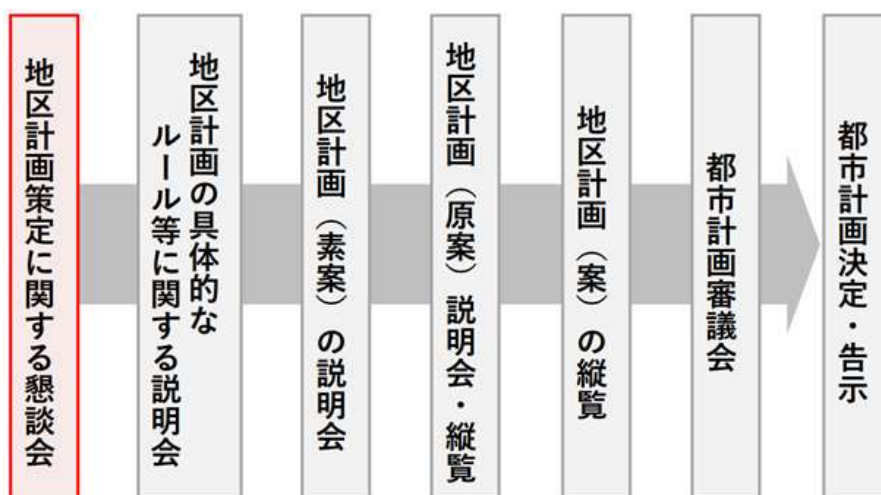 地区計画策定に関する懇談会
地区計画の具体的な
ルール等に関する説明会
地区計画（素案）の説明会
地区計画（原案）説明会・縦覧
地区計画（案）の縦覧
都市計画審議会
都市計画決定・告示